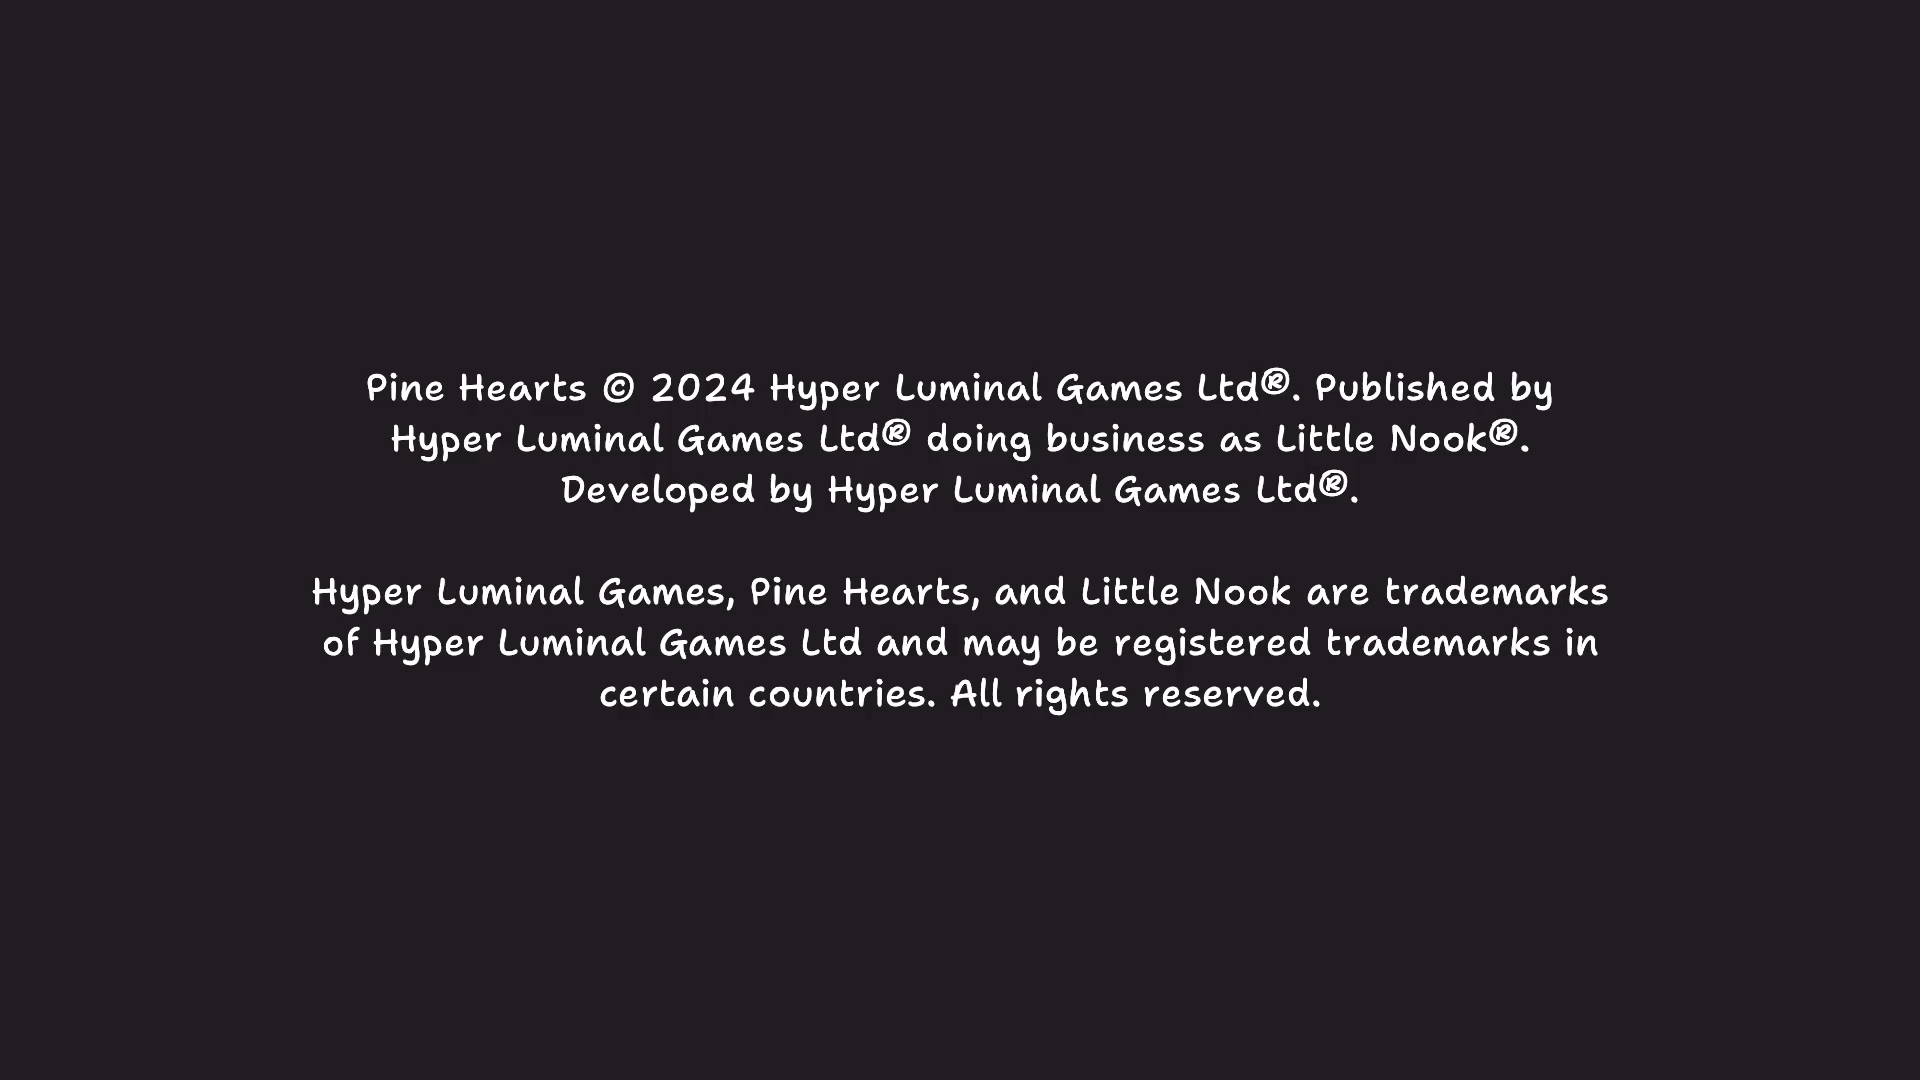 Pine Hearts © 2024 Hyper Luminal Games Ltd®. Published by
Hyper Luminal Games Ltd® doing business as Little Nook®.
Developed by Hyper Luminal Games Ltd®.
Hyper Luminal Games, Pine Hearts, and Little Nook are trademarks
of Hyper Luminal Games Ltd and may be registered trademarks in
certain countries. All rights reserved.